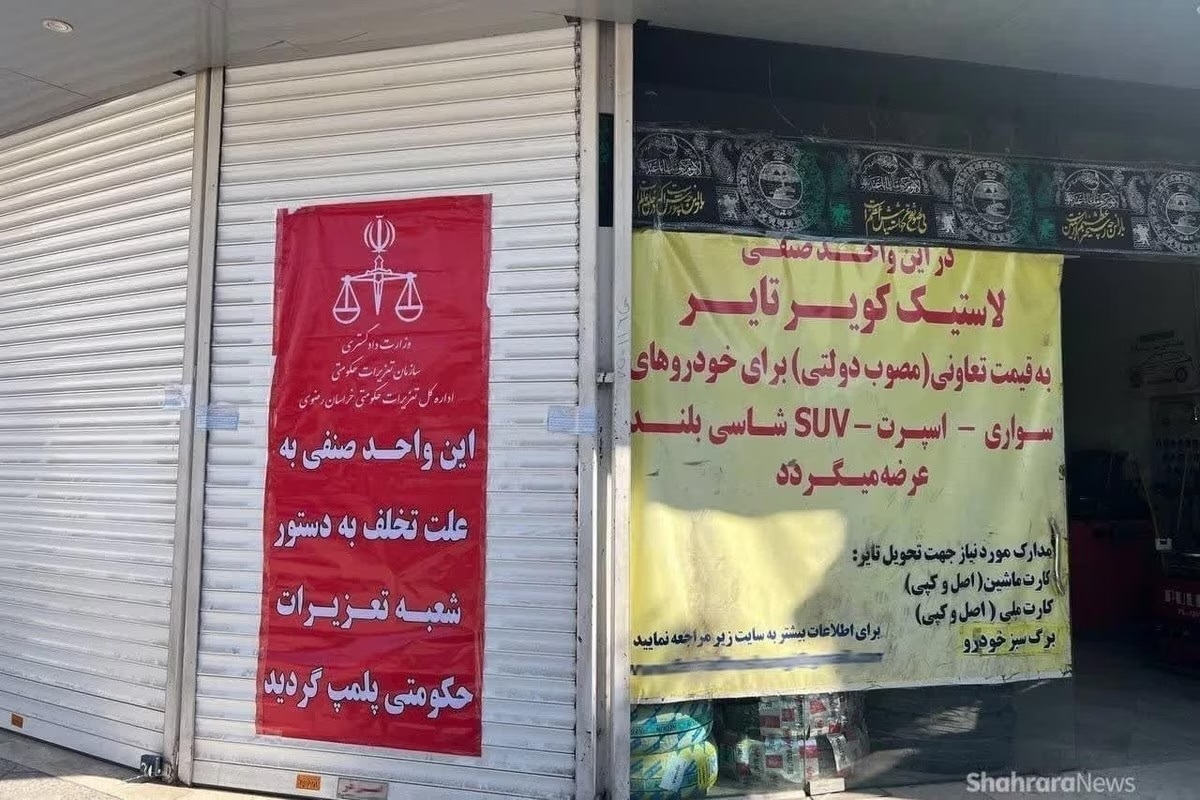 وزارت دادگستری
سازمان تعزیرات حکومتی
اداره کل تعزیرات حکومتی خراسان رضوی
این واحد صنفی به
علت تخلف به دستور
شعبه تعزیرات
حکومتی پلمپ گردید
در این واحد صنفی
لاستیک کویر تایر
به قیمت تعاونی (مصوب دولتی) برای خودروهای
سواری - اسپرت - SUV شاسی بلند
عرضه میگردد
مدارک مورد نیاز جهت تحویل تایر:
کارت ماشین (اصل و کپی)
کارت ملی (اصل و کپی)
برگ سبز خودرو
برای اطلاعات بیشتر به سایت زیر مراجعه نمایید
ShahraraNews